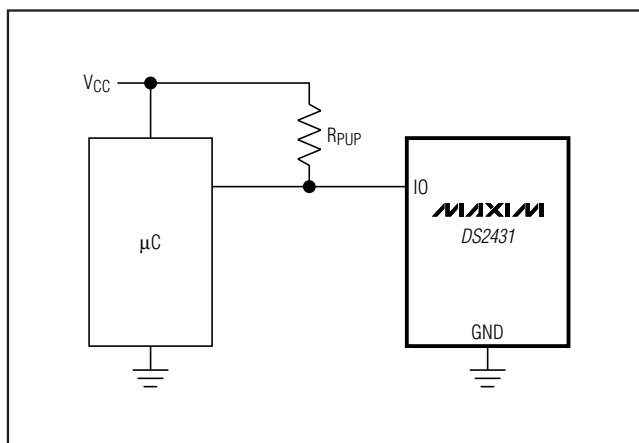 VCC
RPUP
IO
MAXIM
DS2431
μC
GND